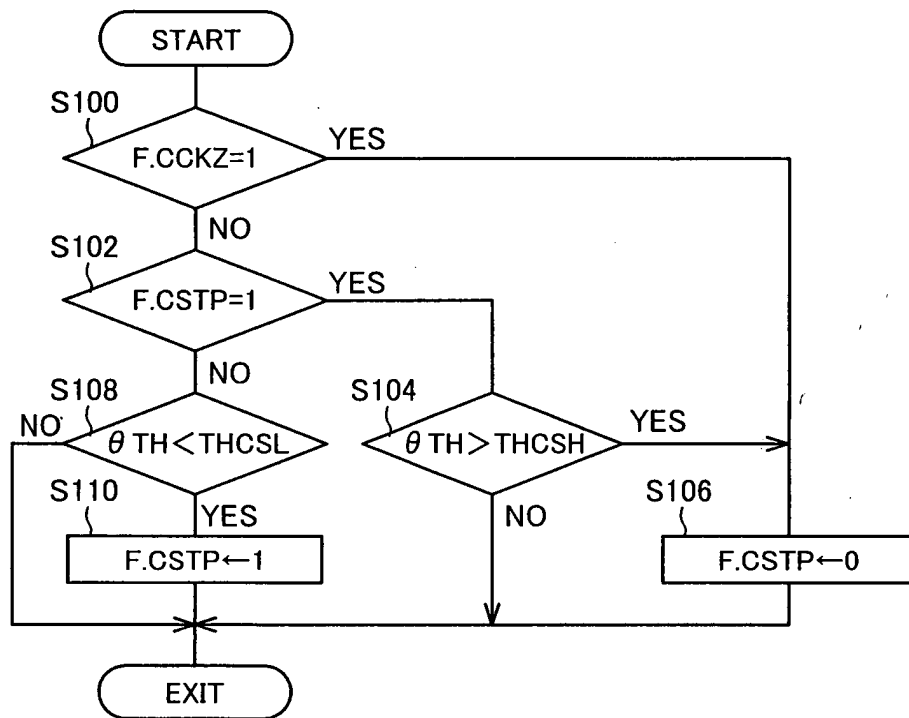 START
S100
F.CCKZ=1
YES
NO
S102
F.CSTP=1
YES
NO
S108
θTH<THCSL
NO
YES
S104
θTH>THCSH
YES
NO
S110
F.CSTP←1
S106
F.CSTP←0
EXIT